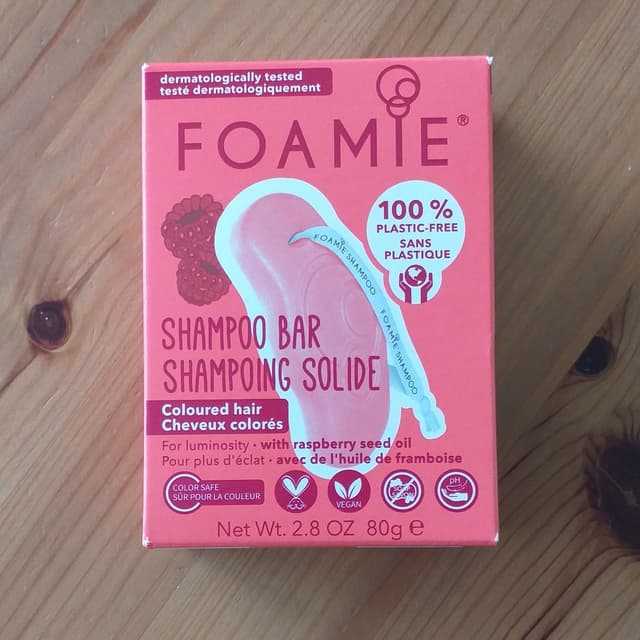 dermatologically tested
testé dermatologiquement
FOAMIE®
100 %
PLASTIC-FREE
SANS
PLASTIQUE
FOAMIE SHAMPOO FOAMIE SHAMPOO
SHAMPOO BAR
SHAMPOING SOLIDE
Coloured hair
Cheveux colorés
For luminosity • with raspberry seed oil
Pour plus d'éclat • avec de l'huile de framboise
COLOR SAFE
SÛR POUR LA COULEUR
VEGAN
SOAP
SAVON
pH
Net Wt. 2.8 OZ 80g e